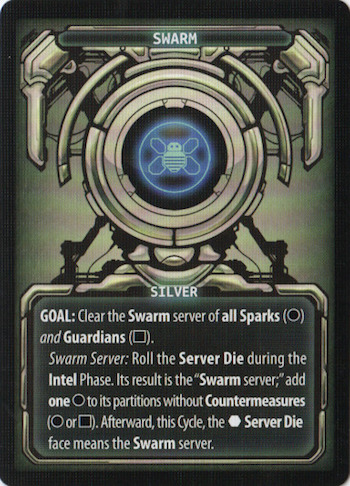 SWARM
SILVER
GOAL: Clear the Swarm server of all Sparks (○)
and Guardians (□).
Swarm Server: Roll the Server Die during the
Intel Phase. Its result is the “Swarm server;” add
one ○ to its partitions without Countermeasures
(○ or □). Afterward, this Cycle, the ⬢ Server Die
face means the Swarm server.